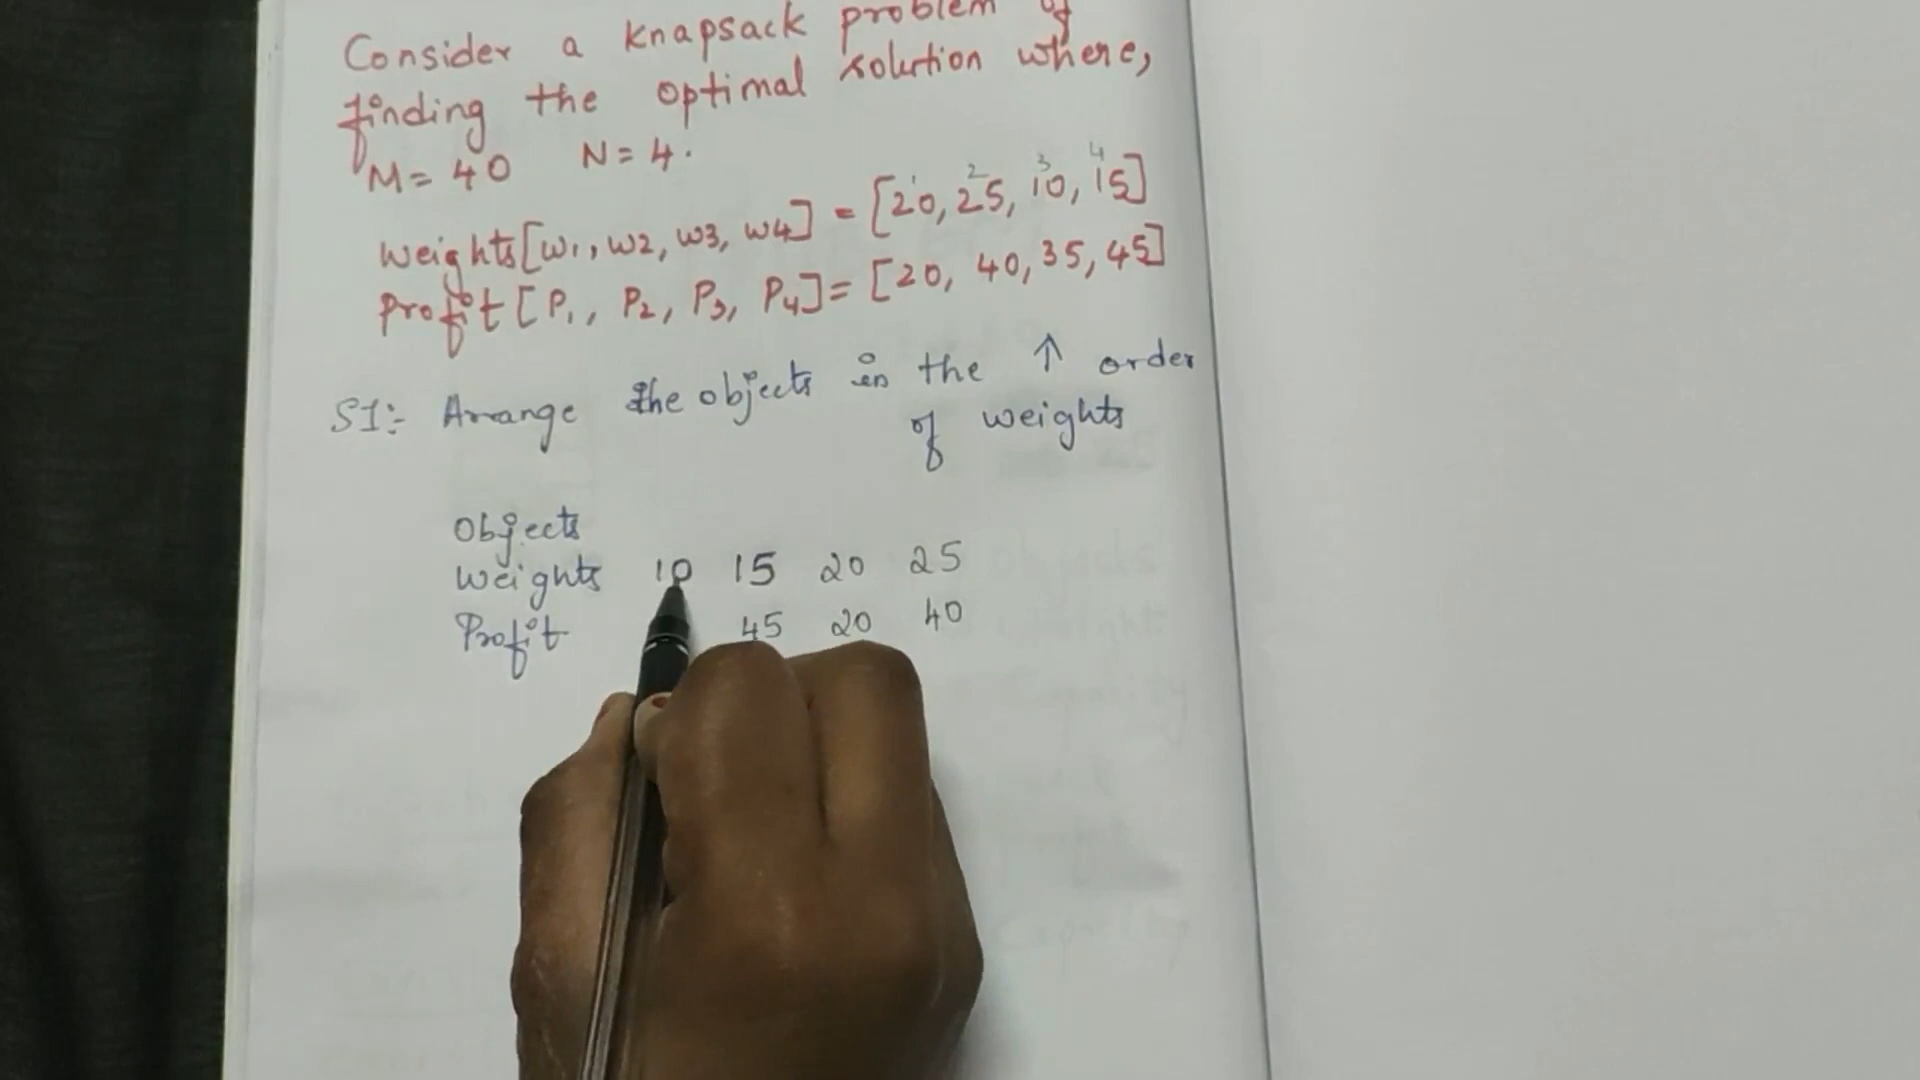 Consider a knapsack problem of
finding the optimal solution where,
M = 40 N = 4.
1 2 3 4
Weights [w1, w2, w3, w4] = [20, 25, 10, 15]
Profit [P1, P2, P3, P4] = [20, 40, 35, 45]
S1:- Arrange the objects in the ↑ order
of weights
Objects
Weights 10 15 20 25
Profit 45 20 40